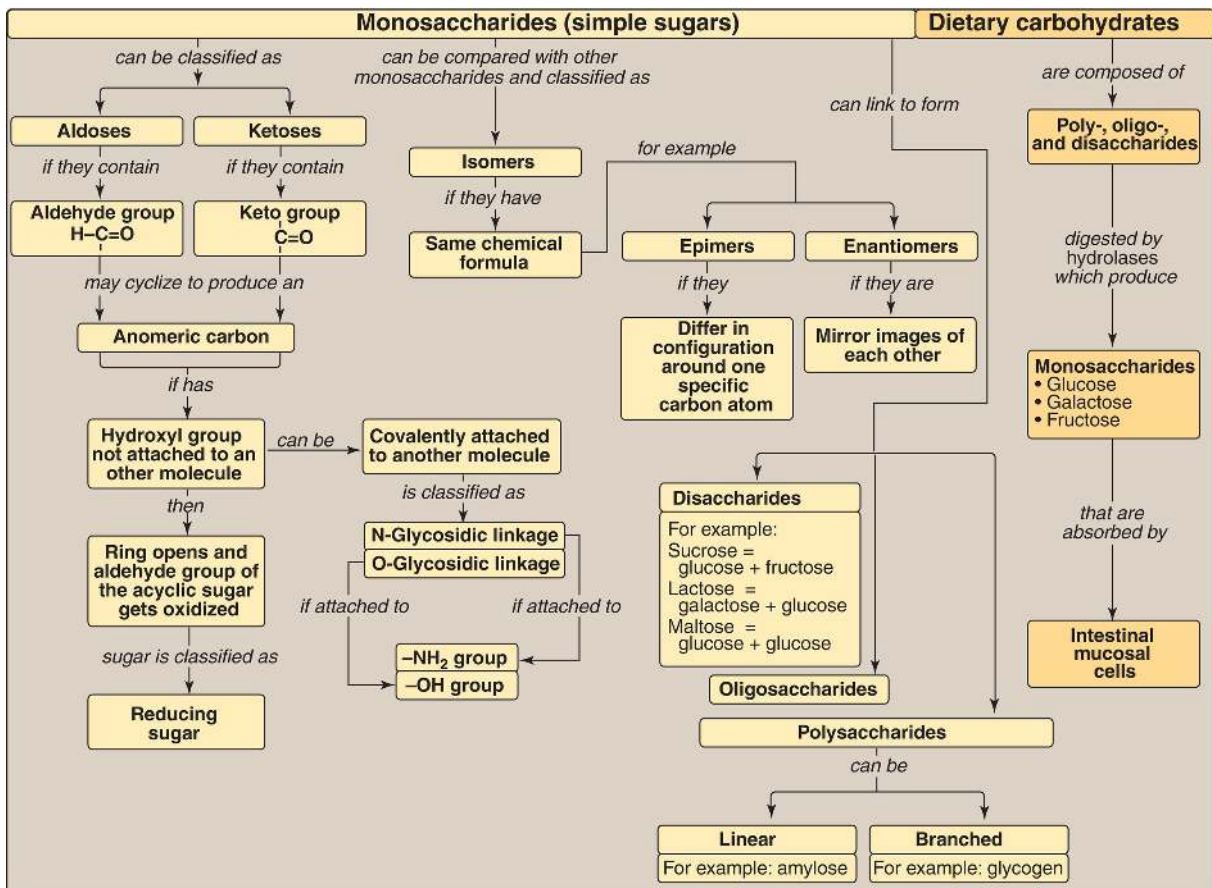 Monosaccharides (simple sugars)
Dietary carbohydrates
can be classified as
Aldoses
Ketoses
if they contain
if they contain
Aldehyde group
H–C=O
Keto group
C=O
may cyclize to produce an
Anomeric carbon
if has
Hydroxyl group
not attached to an
other molecule
can be
Covalently attached
to another molecule
then
Ring opens and
aldehyde group of
the acyclic sugar
gets oxidized
sugar is classified as
Reducing
sugar
is classified as
N-Glycosidic linkage
O-Glycosidic linkage
if attached to
if attached to
–NH2 group
–OH group
can be compared with other
monosaccharides and classified as
Isomers
if they have
Same chemical
formula
for example
Epimers
Enantiomers
if they
if they are
Differ in
configuration
around one
specific
carbon atom
Mirror images of
each other
can link to form
Disaccharides
For example:
Sucrose =
glucose + fructose
Lactose =
galactose + glucose
Maltose =
glucose + glucose
Oligosaccharides
Polysaccharides
can be
Linear
For example: amylose
Branched
For example: glycogen
are composed of
Poly-, oligo-,
and disaccharides
digested by
hydrolases
which produce
Monosaccharides
• Glucose
• Galactose
• Fructose
that are
absorbed by
Intestinal
mucosal
cells